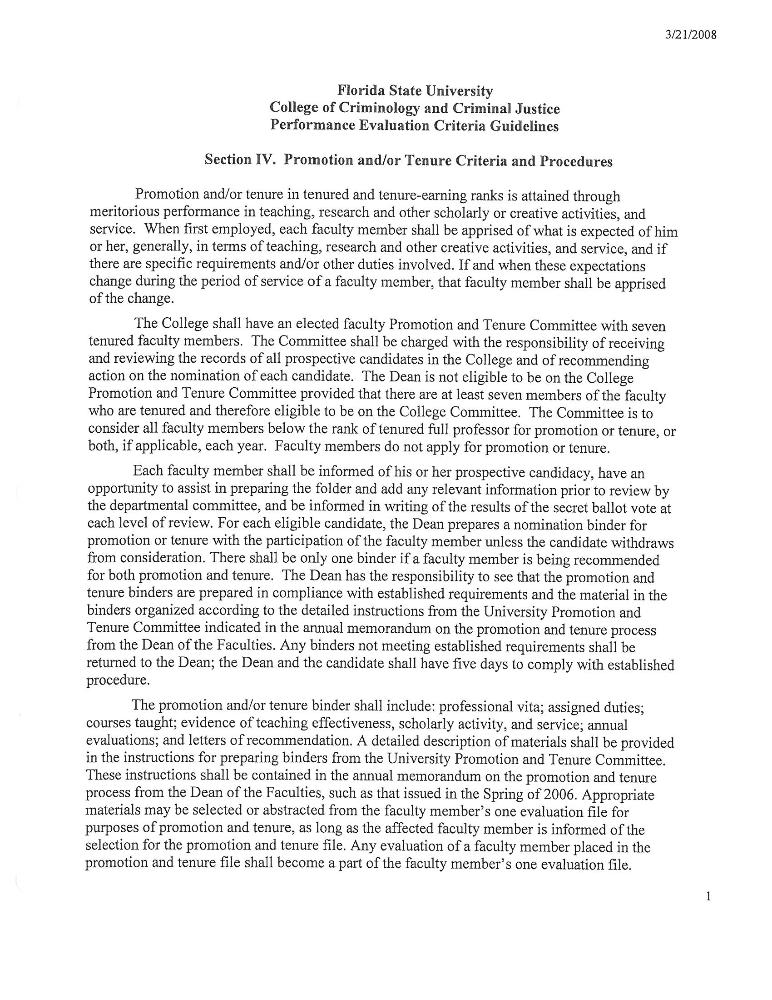 3/21/2008
Florida State University
College of Criminology and Criminal Justice
Performance Evaluation Criteria Guidelines
Section IV. Promotion and/or Tenure Criteria and Procedures
Promotion and/or tenure in tenured and tenure-earning ranks is attained through
meritorious performance in teaching, research and other scholarly or creative activities, and
service. When first employed, each faculty member shall be apprised of what is expected of him
or her, generally, in terms of teaching, research and other creative activities, and service, and if
there are specific requirements and/or other duties involved. If and when these expectations
change during the period of service of a faculty member, that faculty member shall be apprised
of the change.
The College shall have an elected faculty Promotion and Tenure Committee with seven
tenured faculty members. The Committee shall be charged with the responsibility of receiving
and reviewing the records of all prospective candidates in the College and of recommending
action on the nomination of each candidate. The Dean is not eligible to be on the College
Promotion and Tenure Committee provided that there are at least seven members of the faculty
who are tenured and therefore eligible to be on the College Committee. The Committee is to
consider all faculty members below the rank of tenured full professor for promotion or tenure, or
both, if applicable, each year. Faculty members do not apply for promotion or tenure.
Each faculty member shall be informed of his or her prospective candidacy, have an
opportunity to assist in preparing the folder and add any relevant information prior to review by
the departmental committee, and be informed in writing of the results of the secret ballot vote at
each level of review. For each eligible candidate, the Dean prepares a nomination binder for
promotion or tenure with the participation of the faculty member unless the candidate withdraws
from consideration. There shall be only one binder if a faculty member is being recommended
for both promotion and tenure. The Dean has the responsibility to see that the promotion and
tenure binders are prepared in compliance with established requirements and the material in the
binders organized according to the detailed instructions from the University Promotion and
Tenure Committee indicated in the annual memorandum on the promotion and tenure process
from the Dean of the Faculties. Any binders not meeting established requirements shall be
returned to the Dean; the Dean and the candidate shall have five days to comply with established
procedure.
The promotion and/or tenure binder shall include: professional vita; assigned duties;
courses taught; evidence of teaching effectiveness, scholarly activity, and service; annual
evaluations; and letters of recommendation. A detailed description of materials shall be provided
in the instructions for preparing binders from the University Promotion and Tenure Committee.
These instructions shall be contained in the annual memorandum on the promotion and tenure
process from the Dean of the Faculties, such as that issued in the Spring of 2006. Appropriate
materials may be selected or abstracted from the faculty member's one evaluation file for
purposes of promotion and tenure, as long as the affected faculty member is informed of the
selection for the promotion and tenure file. Any evaluation of a faculty member placed in the
promotion and tenure file shall become a part of the faculty member's one evaluation file.
1